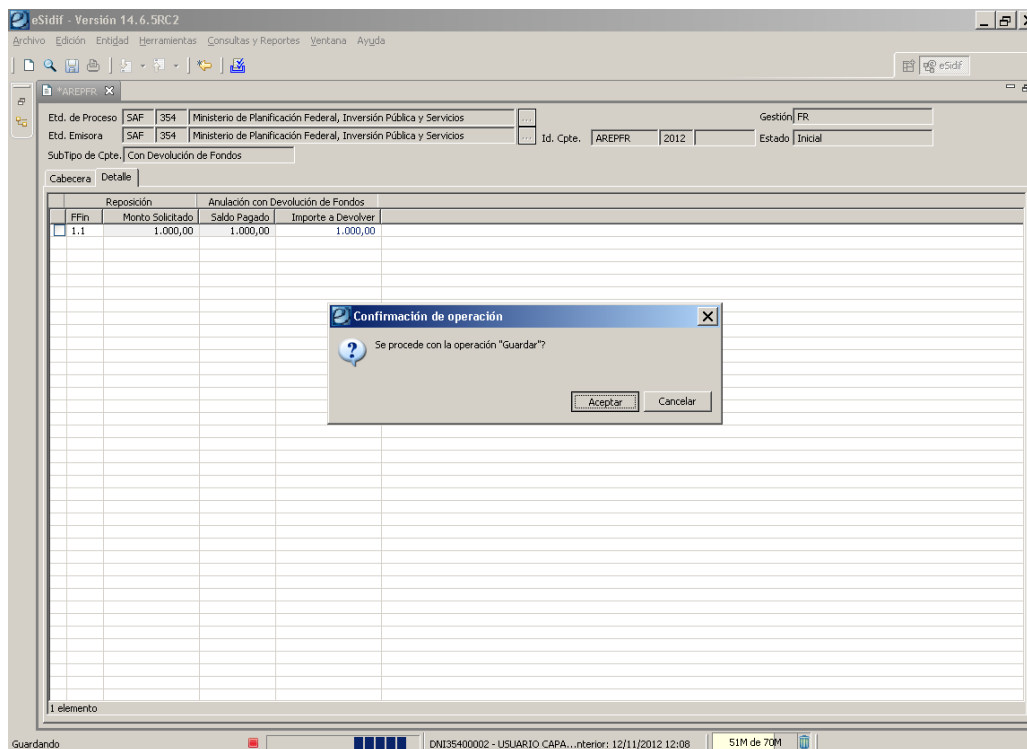 eSidif - Versión 14.6.5RC2
Archivo Edición Entidad Herramientas Consultas y Reportes Ventana Ayuda
eSidif
*AREPFR
Etd. de Proceso SAF 354 Ministerio de Planificación Federal, Inversión Pública y Servicios ... Gestión FR
Etd. Emisora SAF 354 Ministerio de Planificación Federal, Inversión Pública y Servicios ... Id. Cpte. AREPFR 2012 Estado Inicial
SubTipo de Cpte. Con Devolución de Fondos
Cabecera Detalle
Reposición Anulación con Devolución de Fondos
FFin Monto Solicitado Saldo Pagado Importe a Devolver
1.1 1.000,00 1.000,00 1.000,00
Confirmación de operación
Se procede con la operación "Guardar"?
Aceptar Cancelar
1 elemento
Guardando DNI35400002 - USUARIO CAPA...nterior: 12/11/2012 12:08 51M de 70M